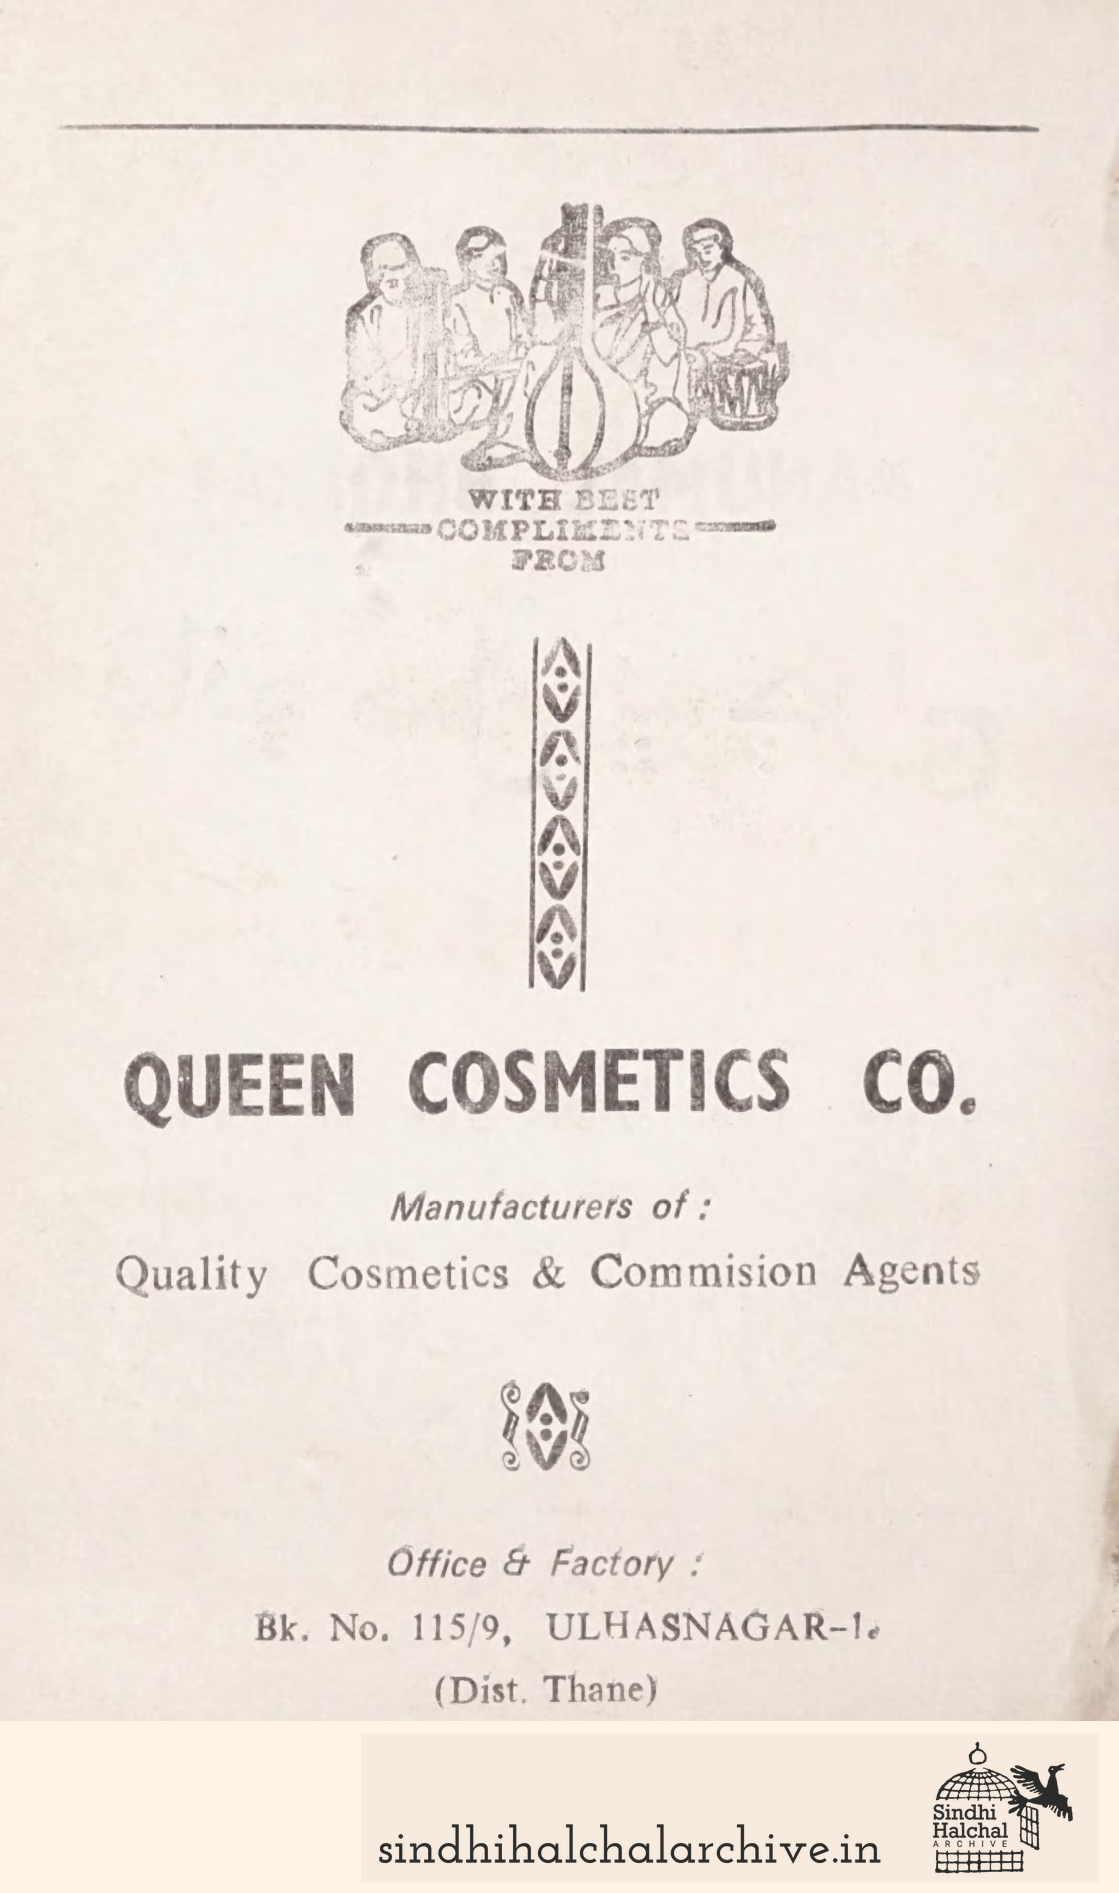 WITH BEST
COMPLIMENTS
FROM
QUEEN COSMETICS CO.
Manufacturers of :
Quality Cosmetics & Commision Agents
Office & Factory :
Bk. No. 115/9, ULHASNAGAR-1.
(Dist. Thane)
sindhihalchalarchive.in
Sindhi
Halchal
ARCHIVE